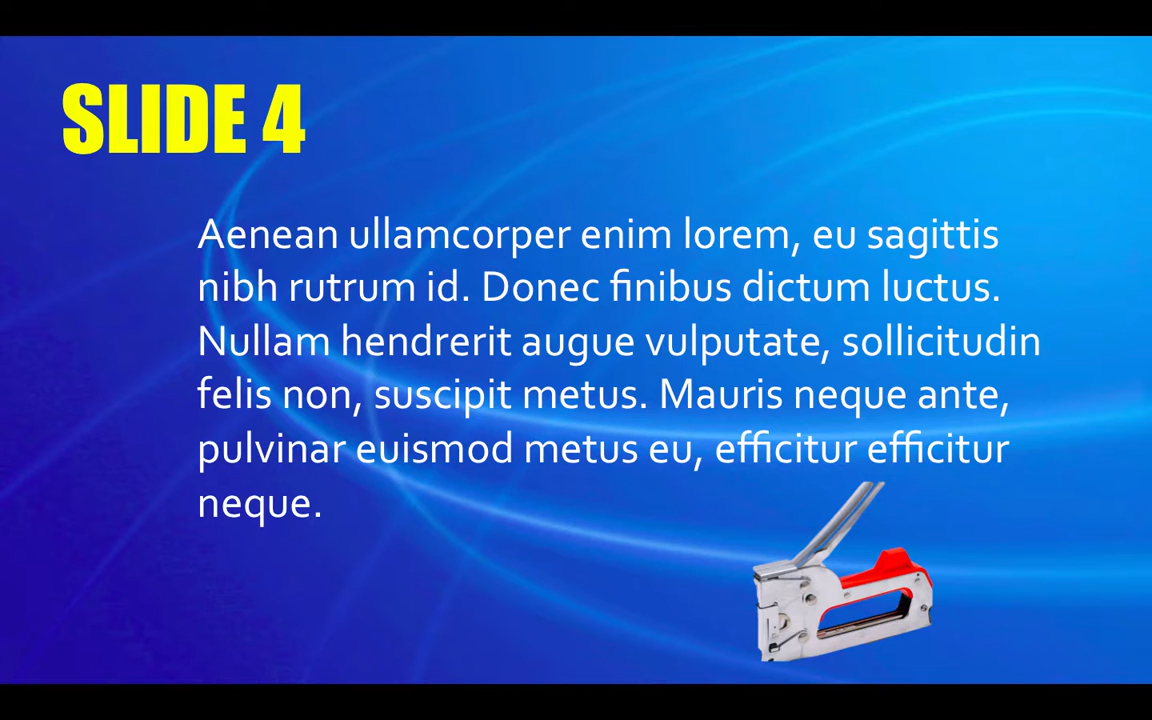 SLIDE 4
Aenean ullamcorper enim lorem, eu sagittis
nibh rutrum id. Donec finibus dictum luctus.
Nullam hendrerit augue vulputate, sollicitudin
felis non, suscipit metus. Mauris neque ante,
pulvinar euismod metus eu, efficitur efficitur
neque.